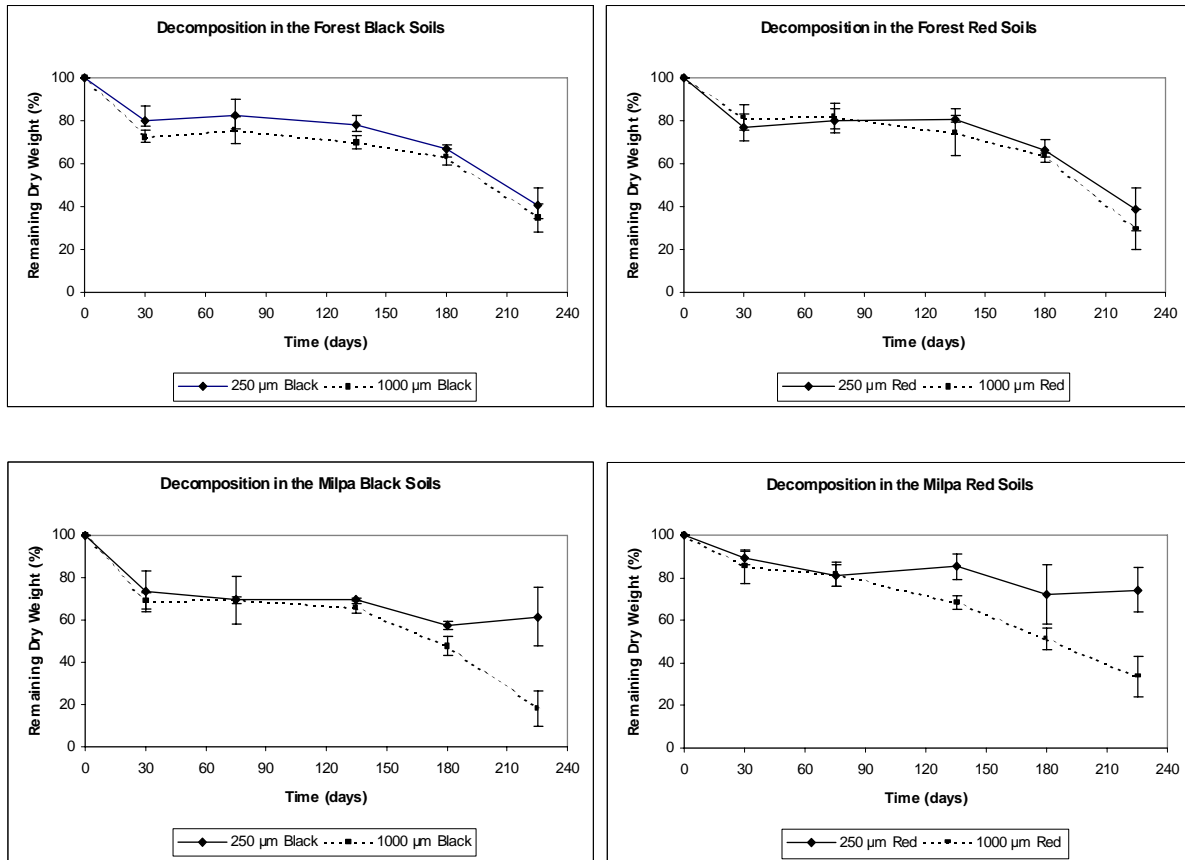 Decomposition in the Forest Black Soils
Remaining Dry Weight (%)
100
80
60
40
20
0
0 30 60 90 120 150 180 210 240
Time (days)
250 µm Black 1000 µm Black
Decomposition in the Forest Red Soils
Remaining Dry Weight (%)
100
80
60
40
20
0
0 30 60 90 120 150 180 210 240
Time (days)
250 µm Red 1000 µm Red
Decomposition in the Milpa Black Soils
Remaining Dry Weight (%)
100
80
60
40
20
0
0 30 60 90 120 150 180 210 240
Time (days)
250 µm Black 1000 µm Black
Decomposition in the Milpa Red Soils
Remaining Dry Weight (%)
100
80
60
40
20
0
0 30 60 90 120 150 180 210 240
Time (days)
250 µm Red 1000 µm Red